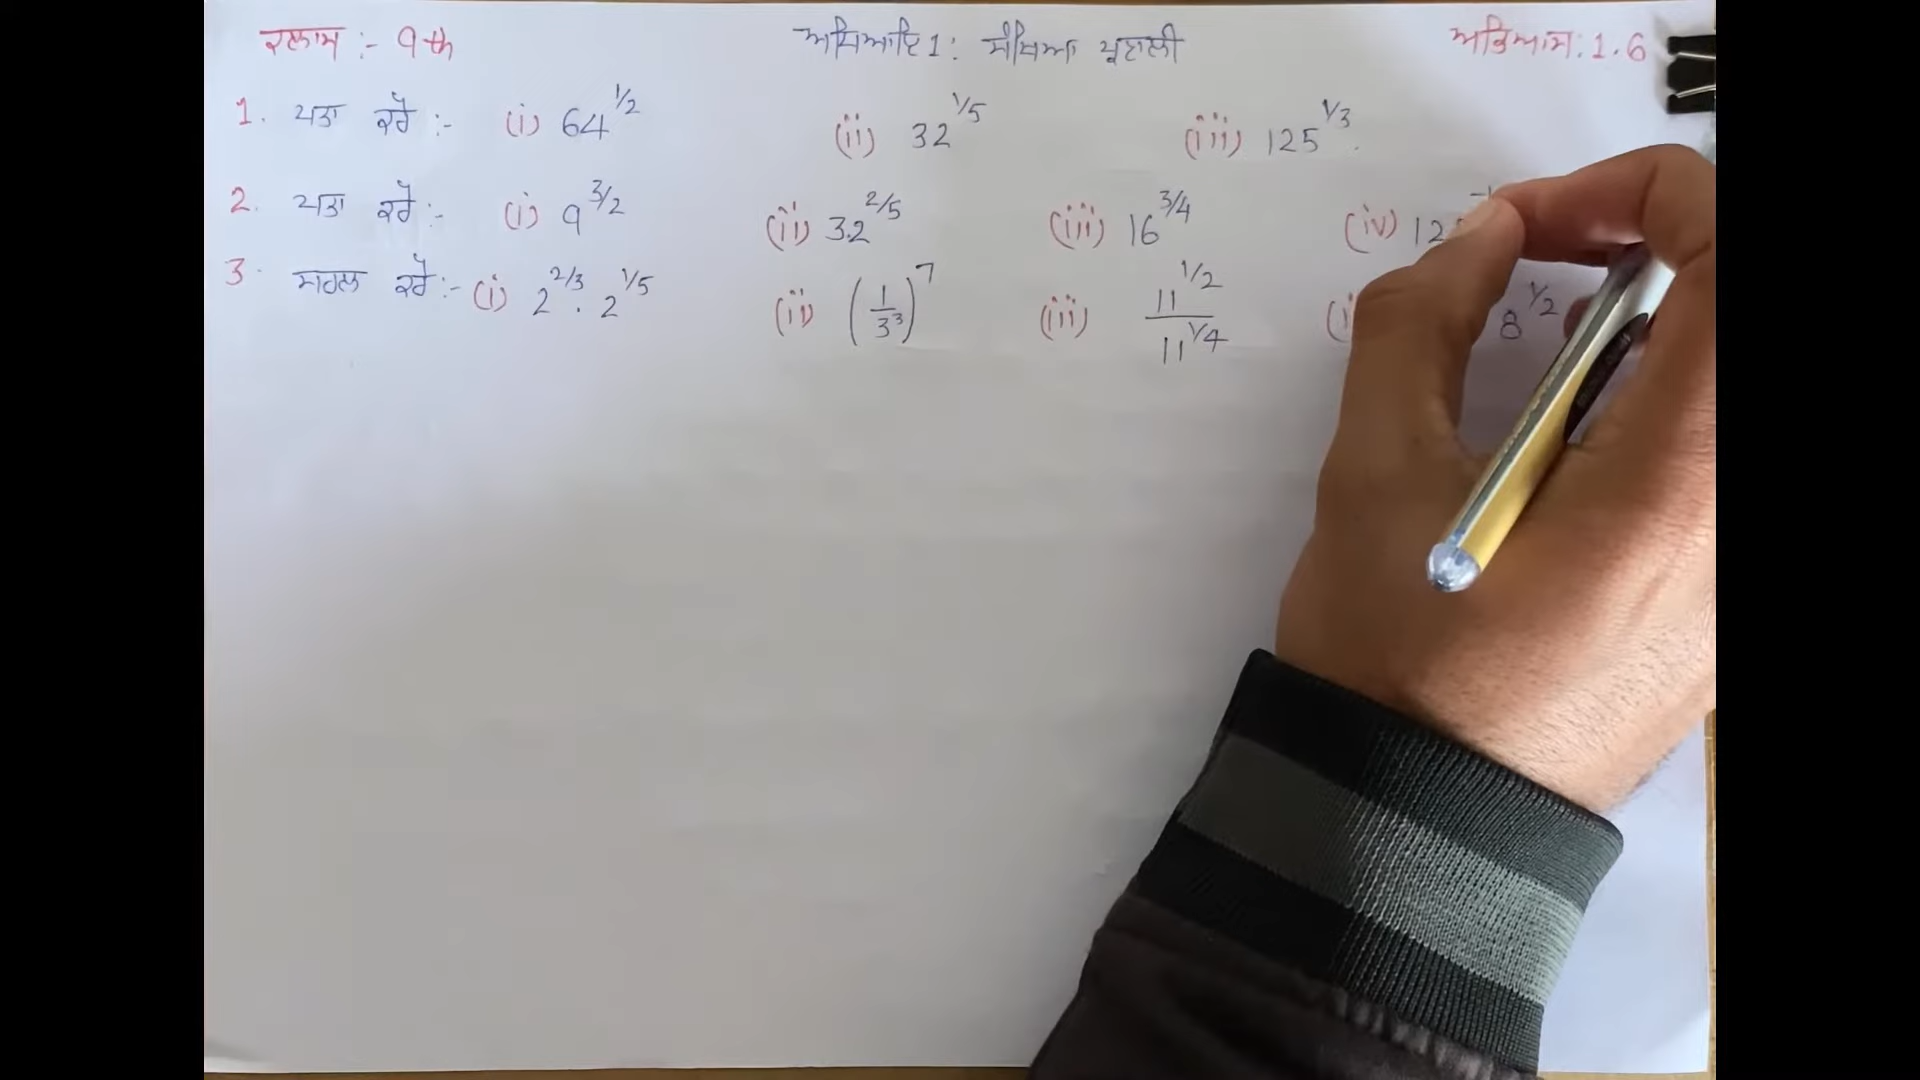 ਕਲਾਸ :- 9th ਅਧਿਆਇ 1 : ਸੰਖਿਆ ਪ੍ਰਣਾਲੀ ਅਭਿਆਸ : 1.6
1. ਪਤਾ ਕਰੋ :- (i) 64^1/2 (ii) 32^1/5 (iii) 125^1/3 .
2. ਪਤਾ ਕਰੋ :- (i) 9^3/2 (ii) 32^2/5 (iii) 16^3/4 (iv)
3. ਸਰਲ ਕਰੋ :- (i) 2^2/3 . 2^1/5 (ii) (1/3^3)^7 (iii) 11^1/2 / 11^1/4 8^1/2